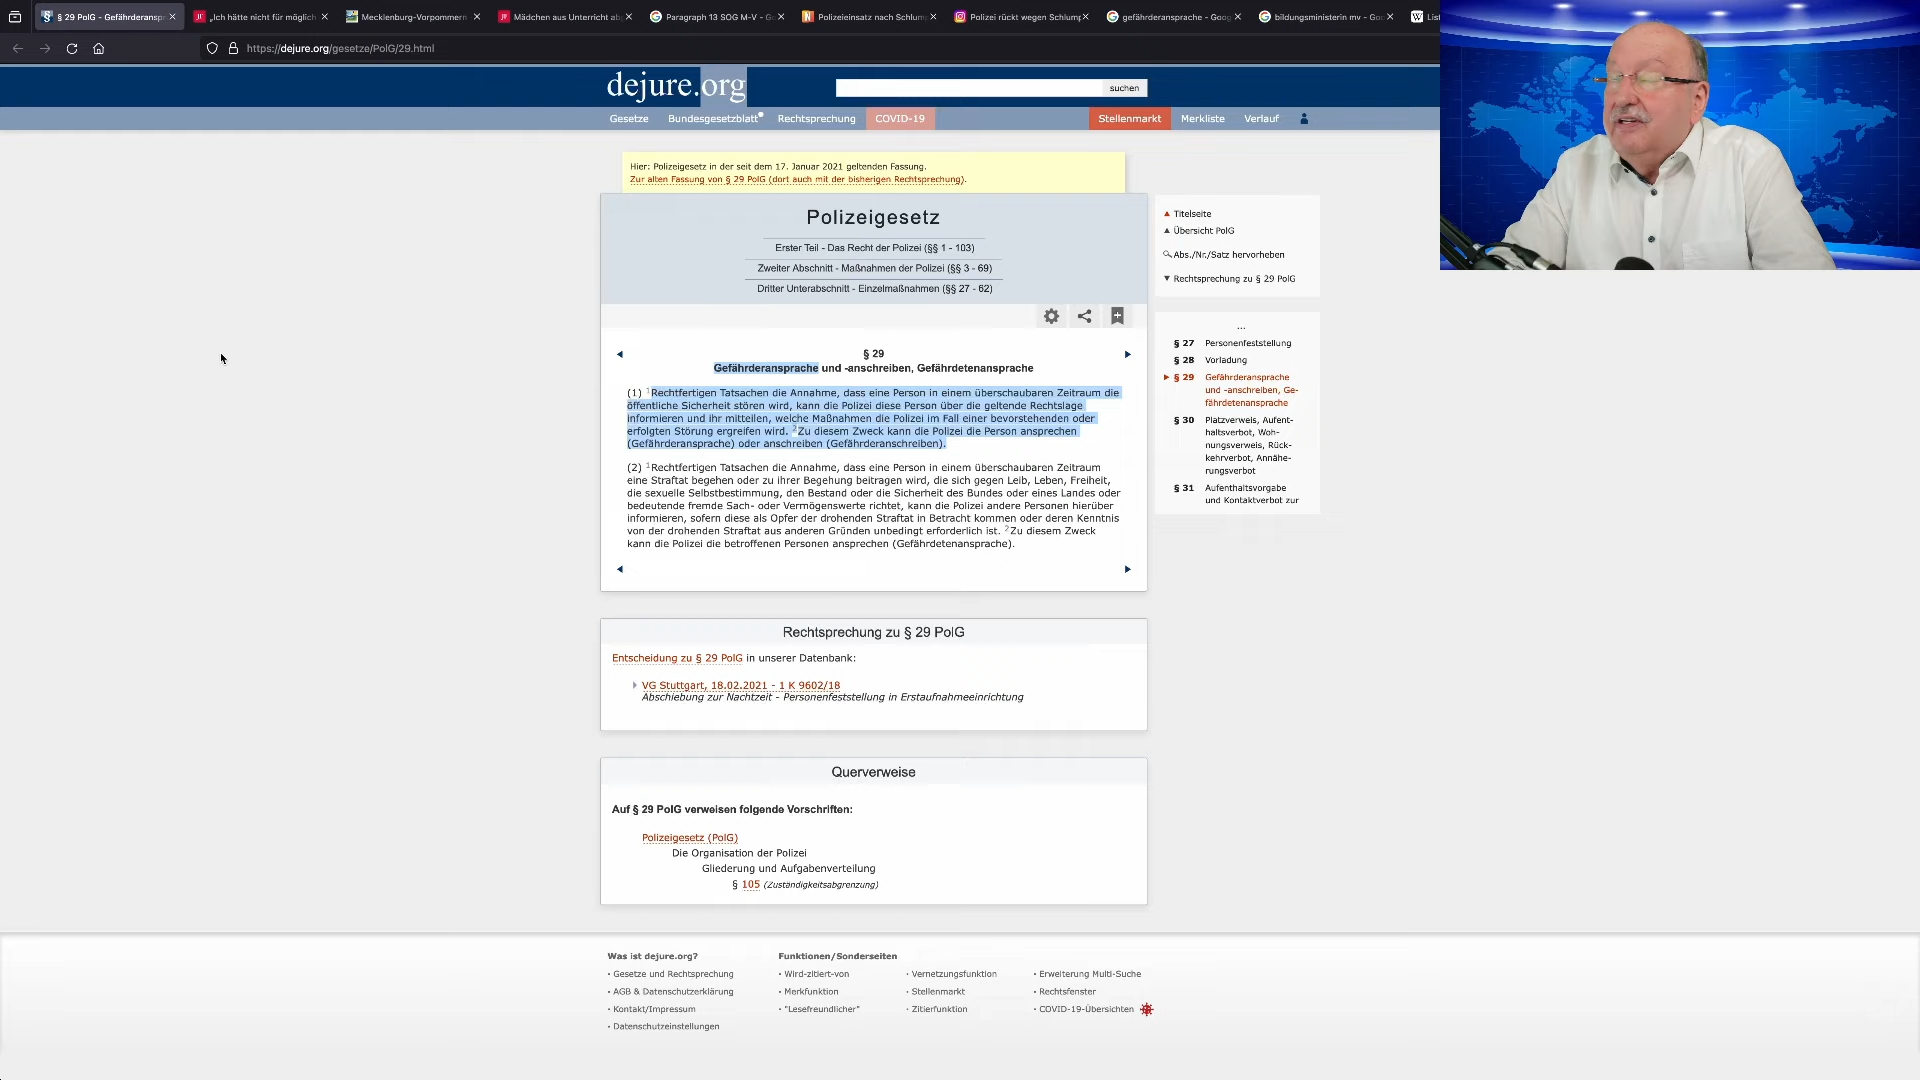 § 29 PolG - Gefährderanspr
„Ich hätte nicht für möglich
Mecklenburg-Vorpommern
Mädchen aus Unterricht ab
Paragraph 13 SOG M-V - G
Polizeieinsatz nach Schlum
Polizei rückt wegen Schlump
gefährderansprache - Goog
bildungsministerin mv - Goo
List
https://dejure.org/gesetze/PolG/29.html
dejure.org
suchen
Gesetze
Bundesgesetzblatt
Rechtsprechung
COVID-19
Stellenmarkt
Merkliste
Verlauf
Hier: Polizeigesetz in der seit dem 17. Januar 2021 geltenden Fassung.
Zur alten Fassung von § 29 PolG (dort auch mit der bisherigen Rechtsprechung).
Polizeigesetz
Erster Teil - Das Recht der Polizei (§§ 1 - 103)
Zweiter Abschnitt - Maßnahmen der Polizei (§§ 3 - 69)
Dritter Unterabschnitt - Einzelmaßnahmen (§§ 27 - 62)
§ 29
Gefährderansprache und -anschreiben, Gefährdetenansprache
(1) 1Rechtfertigen Tatsachen die Annahme, dass eine Person in einem überschaubaren Zeitraum die
öffentliche Sicherheit stören wird, kann die Polizei diese Person über die geltende Rechtslage
informieren und ihr mitteilen, welche Maßnahmen die Polizei im Fall einer bevorstehenden oder
erfolgten Störung ergreifen wird. 2Zu diesem Zweck kann die Polizei die Person ansprechen
(Gefährderansprache) oder anschreiben (Gefährderanschreiben).
(2) 1Rechtfertigen Tatsachen die Annahme, dass eine Person in einem überschaubaren Zeitraum
eine Straftat begehen oder zu ihrer Begehung beitragen wird, die sich gegen Leib, Leben, Freiheit,
die sexuelle Selbstbestimmung, den Bestand oder die Sicherheit des Bundes oder eines Landes oder
bedeutende fremde Sach- oder Vermögenswerte richtet, kann die Polizei andere Personen hierüber
informieren, sofern diese als Opfer der drohenden Straftat in Betracht kommen oder deren Kenntnis
von der drohenden Straftat aus anderen Gründen unbedingt erforderlich ist. 2Zu diesem Zweck
kann die Polizei die betroffenen Personen ansprechen (Gefährdetenansprache).
Titelseite
Übersicht PolG
Abs./Nr./Satz hervorheben
Rechtsprechung zu § 29 PolG
...
§ 27 Personenfeststellung
§ 28 Vorladung
§ 29 Gefährderansprache
und -anschreiben, Ge-
fährdetenansprache
§ 30 Platzverweis, Aufent-
haltsverbot, Woh-
nungsverweis, Rück-
kehrverbot, Annähe-
rungsverbot
§ 31 Aufenthaltsvorgabe
und Kontaktverbot zur
Rechtsprechung zu § 29 PolG
Entscheidung zu § 29 PolG in unserer Datenbank:
VG Stuttgart, 18.02.2021 - 1 K 9602/18
Abschiebung zur Nachtzeit - Personenfeststellung in Erstaufnahmeeinrichtung
Querverweise
Auf § 29 PolG verweisen folgende Vorschriften:
Polizeigesetz (PolG)
Die Organisation der Polizei
Gliederung und Aufgabenverteilung
§ 105 (Zuständigkeitsabgrenzung)
Was ist dejure.org?
• Gesetze und Rechtsprechung
• AGB & Datenschutzerklärung
• Kontakt/Impressum
• Datenschutzeinstellungen
Funktionen/Sonderseiten
• Wird-zitiert-von
• Merkfunktion
• "Lesefreundlicher"
• Vernetzungsfunktion
• Stellenmarkt
• Zitierfunktion
• Erweiterung Multi-Suche
• Rechtsfenster
• COVID-19-Übersichten